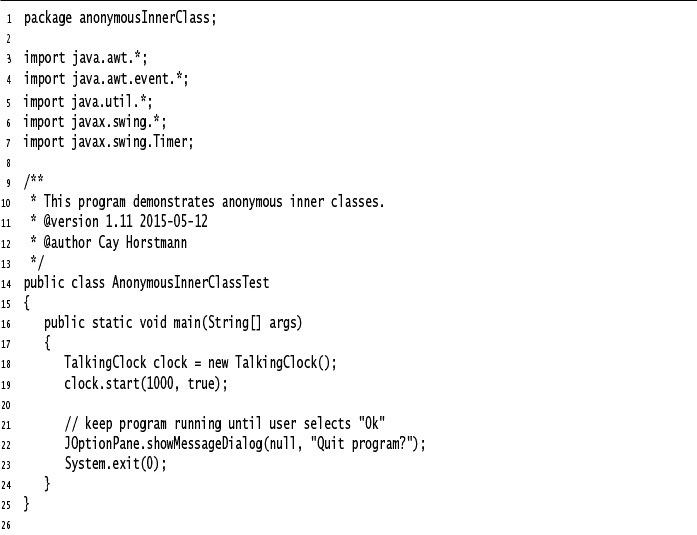 1 package anonymousInnerClass;
2
3 import java.awt.*;
4 import java.awt.event.*;
5 import java.util.*;
6 import javax.swing.*;
7 import javax.swing.Timer;
8
9 /**
10  * This program demonstrates anonymous inner classes.
11  * @version 1.11 2015-05-12
12  * @author Cay Horstmann
13  */
14 public class AnonymousInnerClassTest
15 {
16    public static void main(String[] args)
17    {
18       TalkingClock clock = new TalkingClock();
19       clock.start(1000, true);
20
21       // keep program running until user selects "Ok"
22       JOptionPane.showMessageDialog(null, "Quit program?");
23       System.exit(0);
24    }
25 }
26